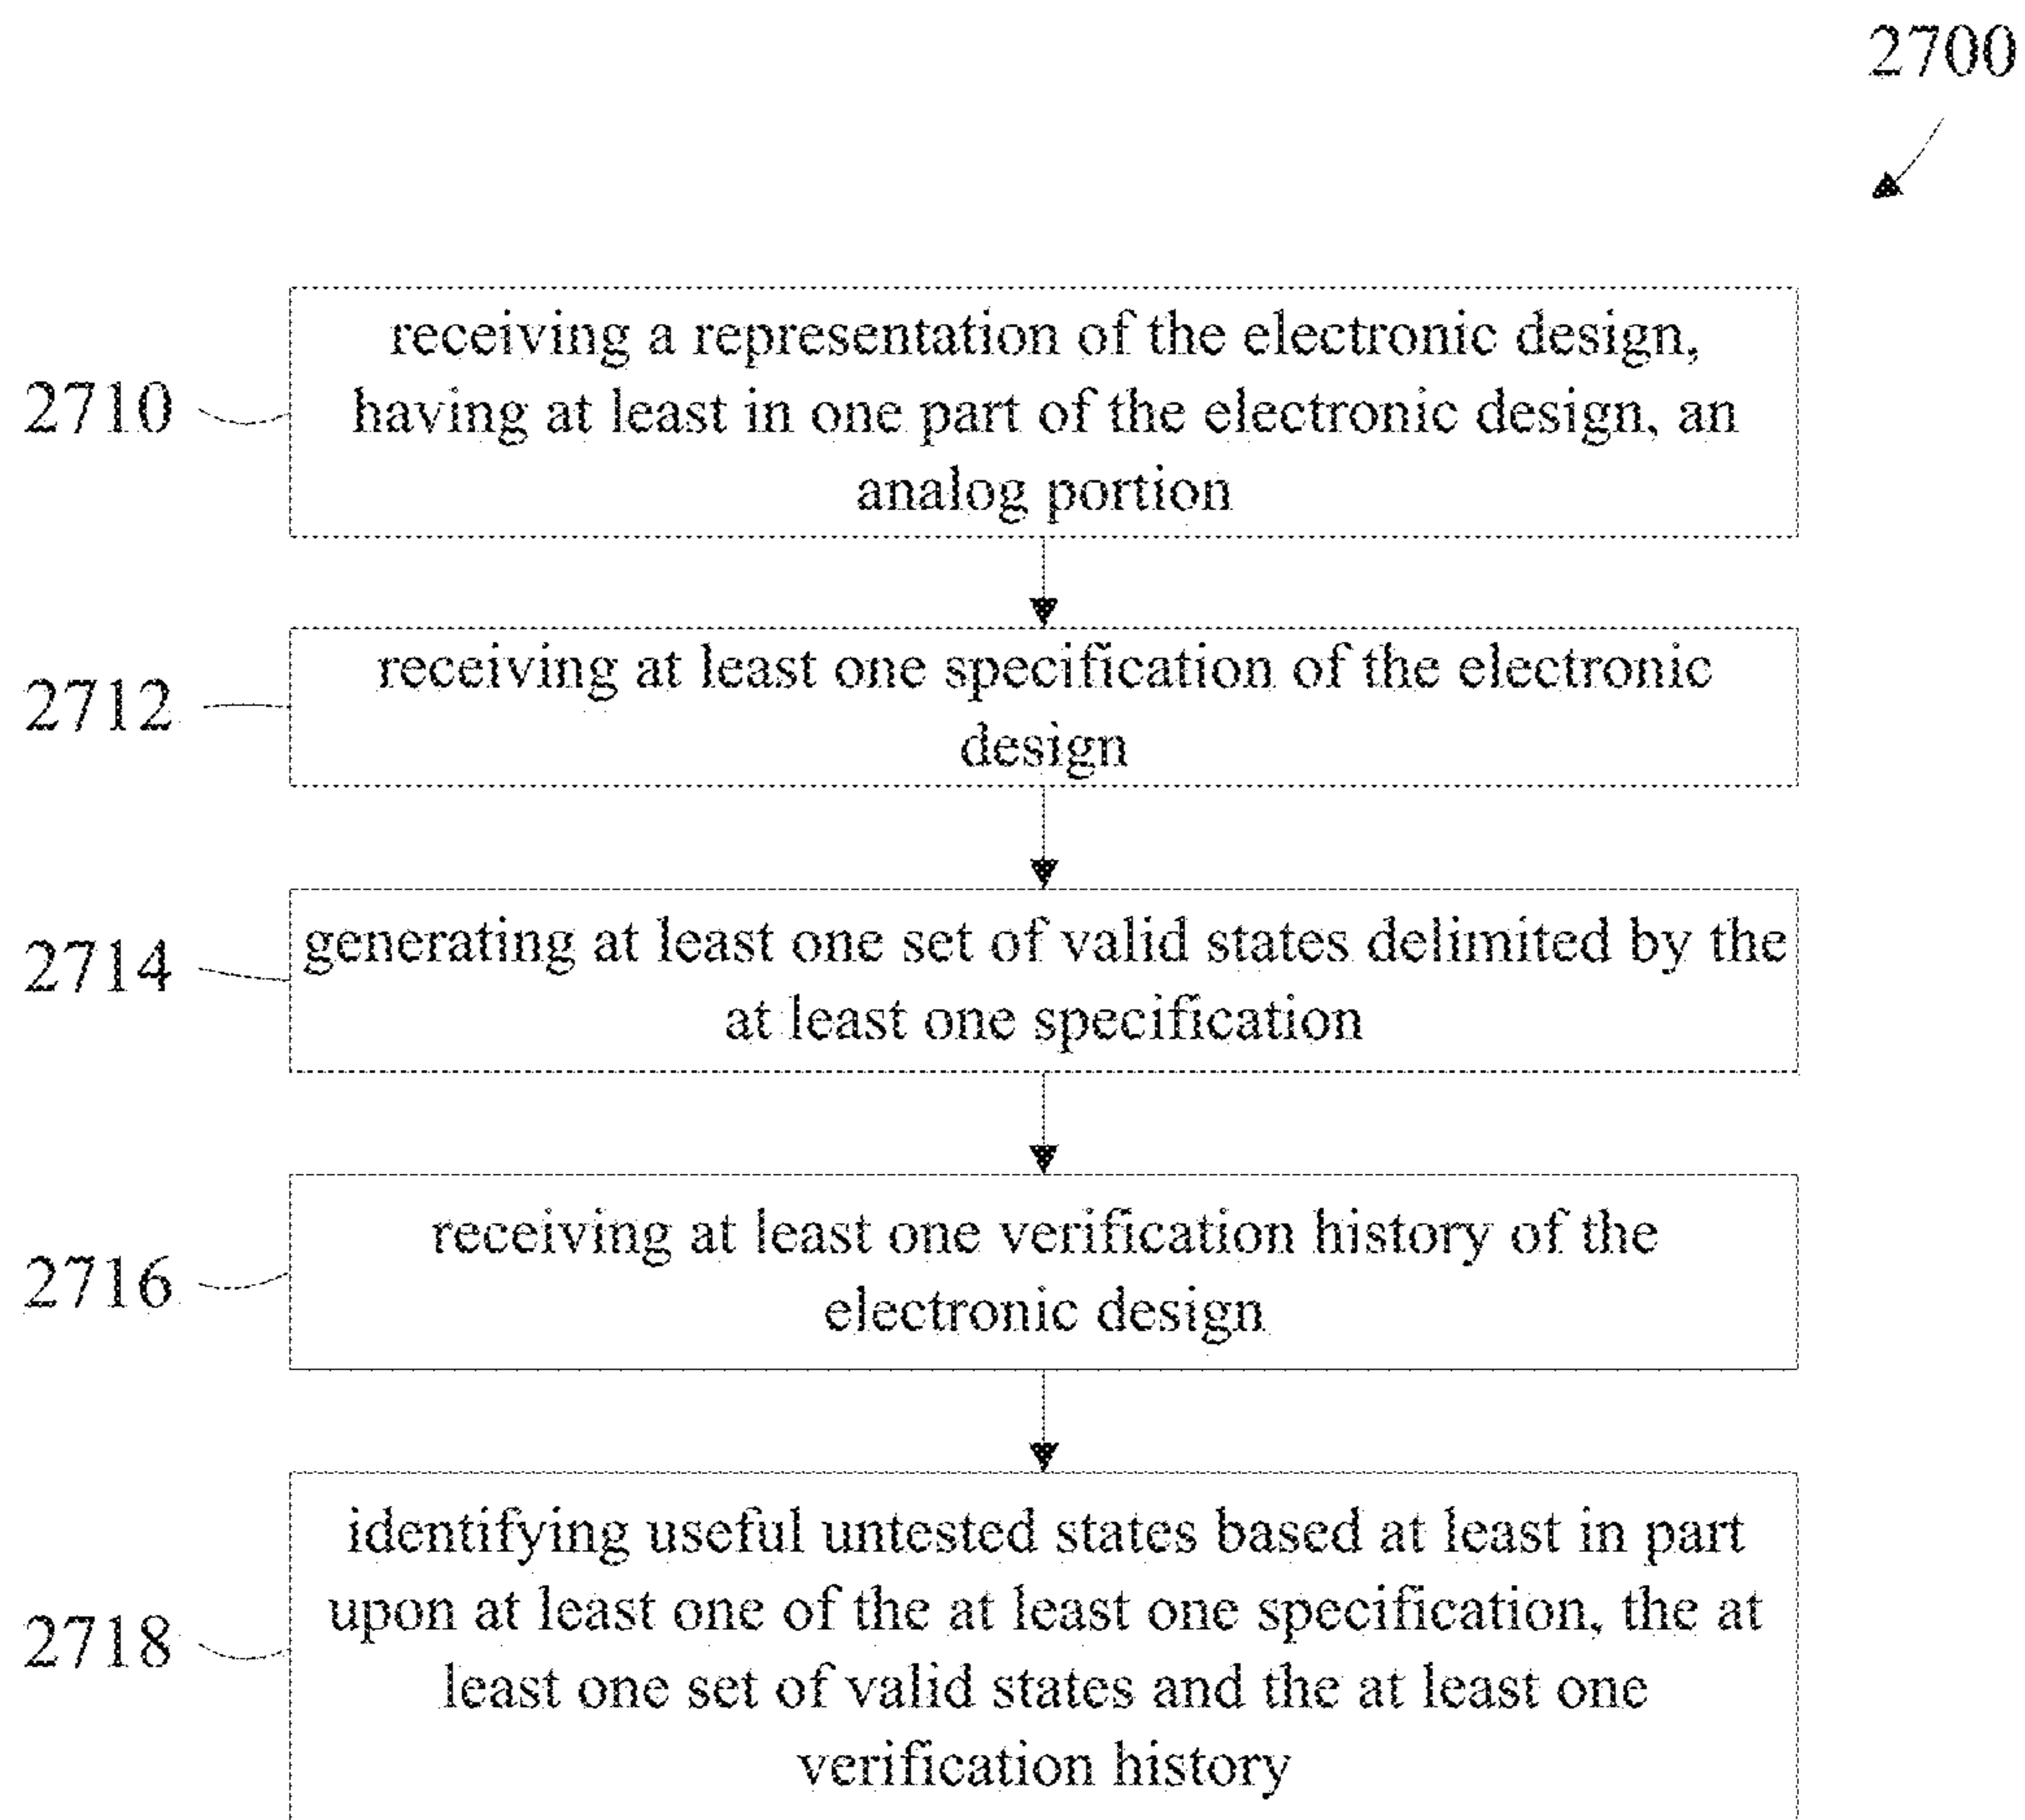 2700
2710
receiving a representation of the electronic design,
having at least in one part of the electronic design, an
analog portion
2712
receiving at least one specification of the electronic
design
2714
generating at least one set of valid states delimited by the
at least one specification
2716
receiving at least one verification history of the
electronic design
2718
identifying useful untested states based at least in part
upon at least one of the at least one specification, the at
least one set of valid states and the at least one
verification history